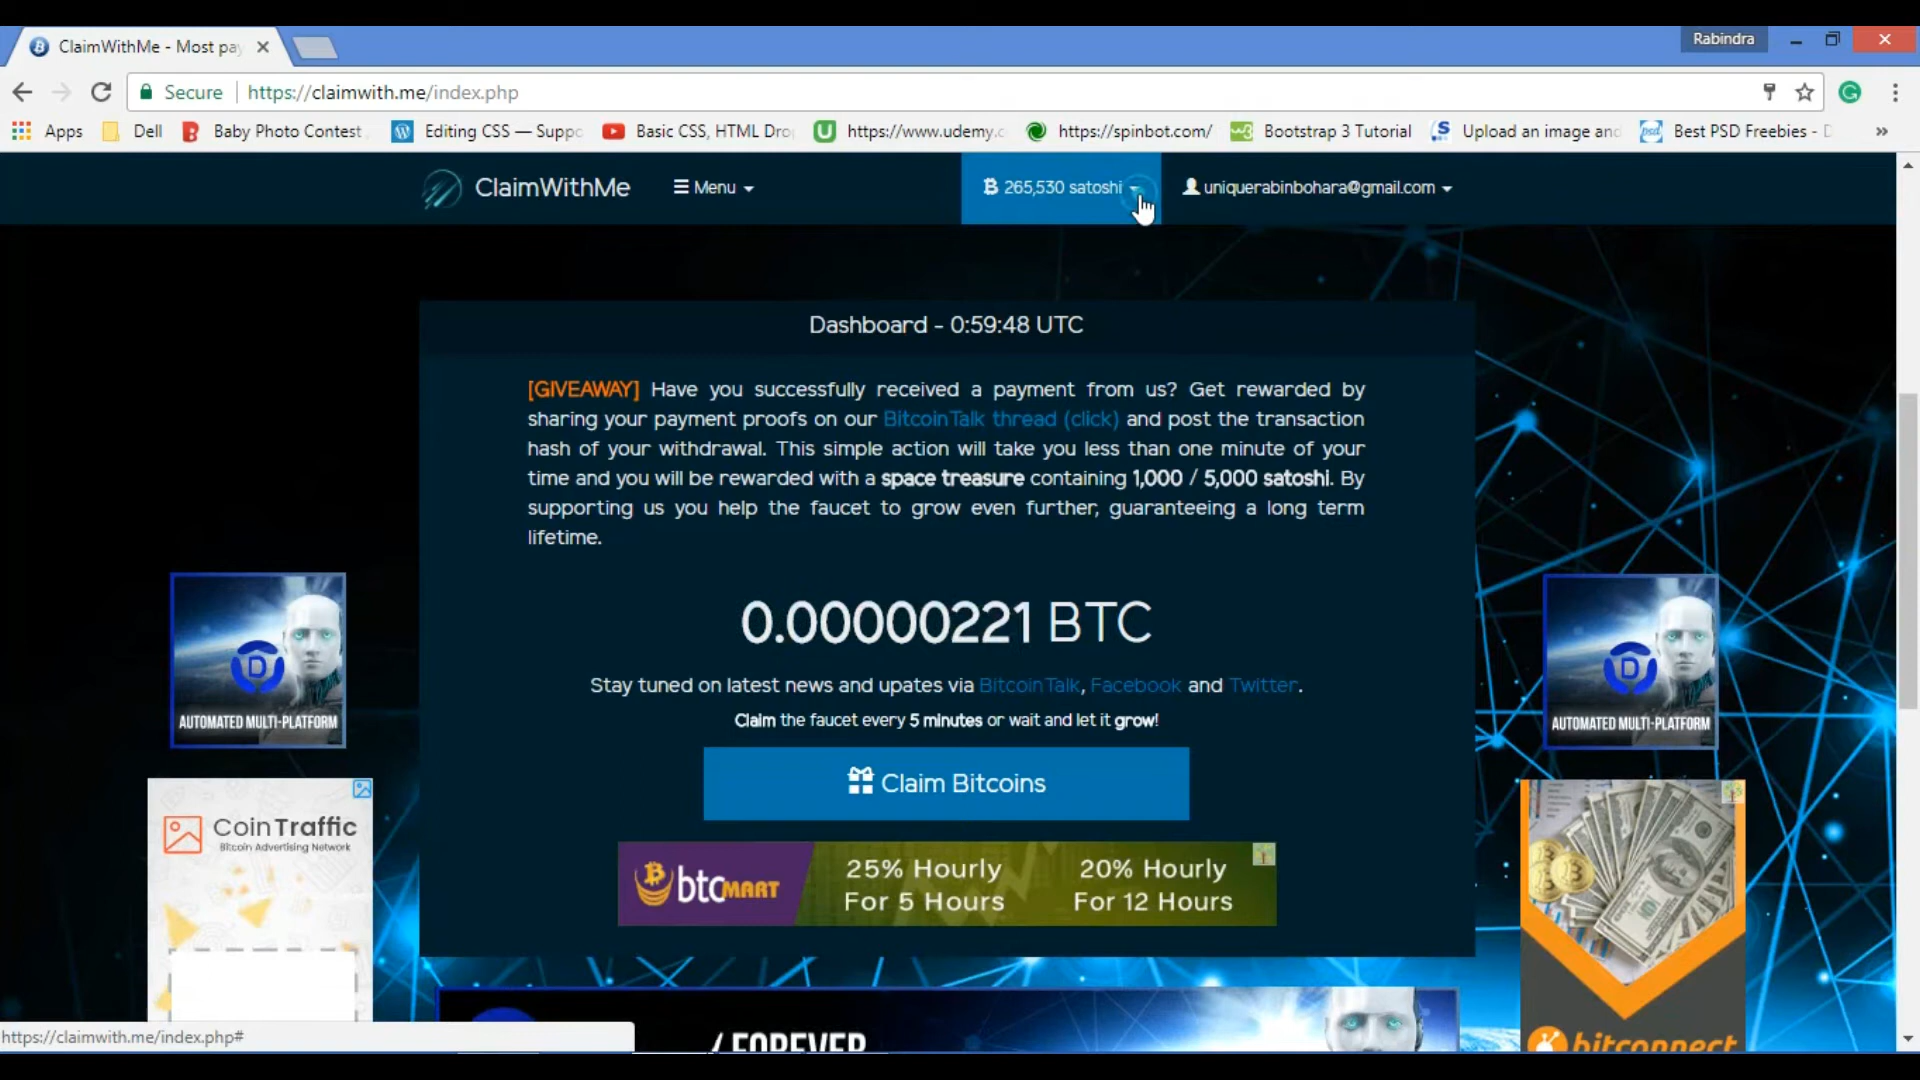 ClaimWithMe - Most pa
Rabindra
Secure
https://claimwith.me/index.php
Apps
Dell
Baby Photo Contest
Editing CSS — Suppo
Basic CSS, HTML Dro
https://www.udemy.c
https://spinbot.com/
Bootstrap 3 Tutorial
Upload an image and
Best PSD Freebies - D
»
ClaimWithMe
Menu
265,530 satoshi
uniquerabinbohara@gmail.com
Dashboard - 0:59:48 UTC
[GIVEAWAY] Have you successfully received a payment from us? Get rewarded by
sharing your payment proofs on our BitcoinTalk thread (click) and post the transaction
hash of your withdrawal. This simple action will take you less than one minute of your
time and you will be rewarded with a space treasure containing 1,000 / 5,000 satoshi. By
supporting us you help the faucet to grow even further, guaranteeing a long term
lifetime.
0.00000221 BTC
Stay tuned on latest news and upates via BitcoinTalk, Facebook and Twitter.
Claim the faucet every 5 minutes or wait and let it grow!
Claim Bitcoins
D
AUTOMATED MULTI-PLATFORM
D
AUTOMATED MULTI-PLATFORM
CoinTraffic
Bitcoin Advertising Network
btcMART
25% Hourly
For 5 Hours
20% Hourly
For 12 Hours
/ FOREVER
bitconnect
https://claimwith.me/index.php#